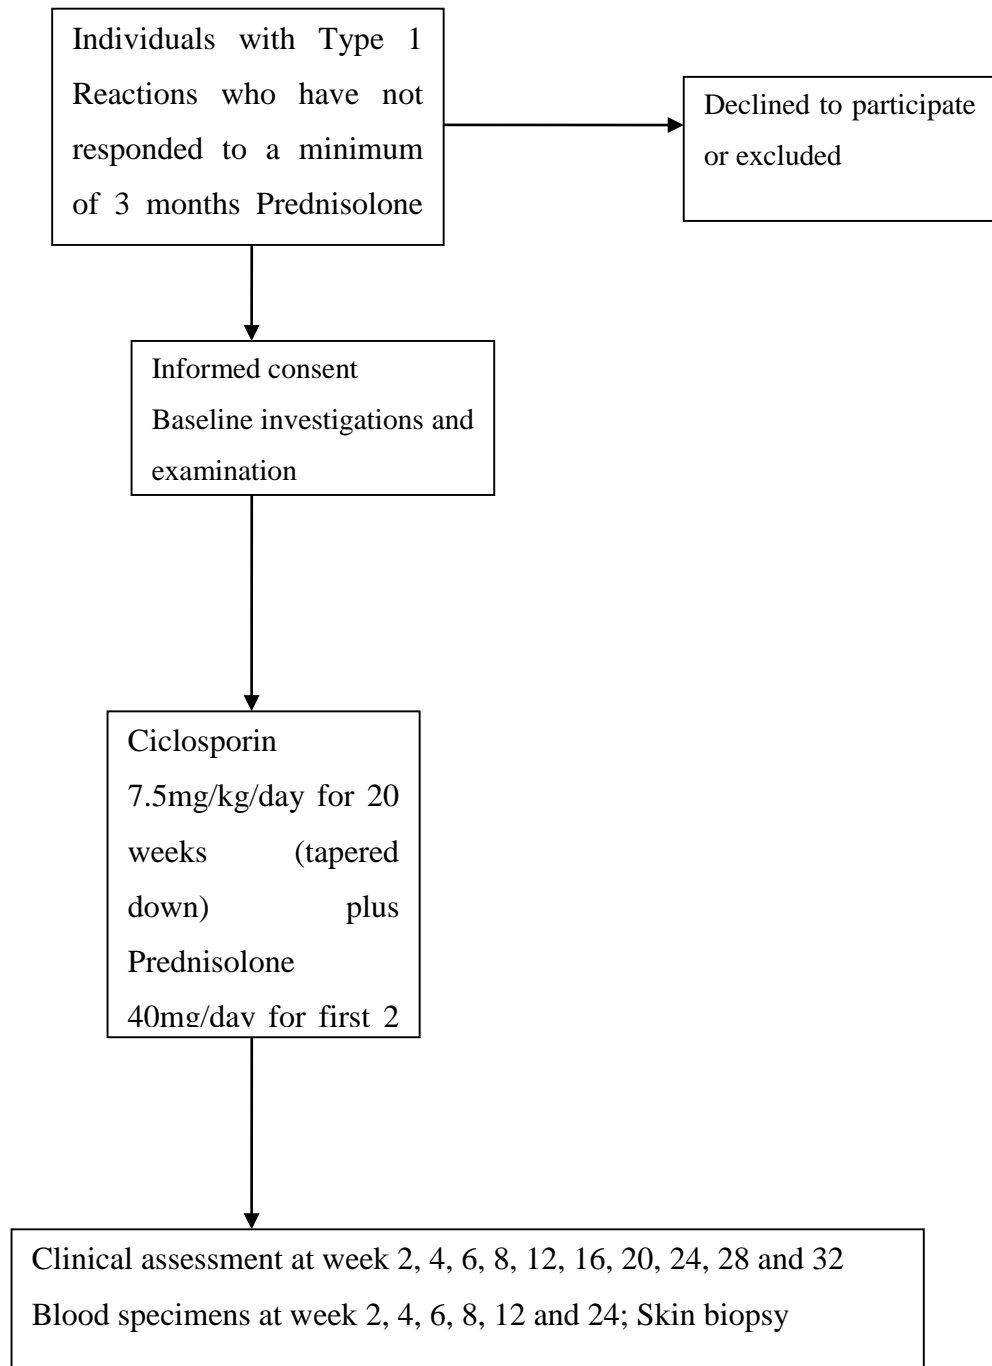 Individuals with Type 1
Reactions who have not
responded to a minimum
of 3 months Prednisolone
Declined to participate
or excluded
Informed consent
Baseline investigations and
examination
Ciclosporin
7.5mg/kg/day for 20
weeks (tapered
down) plus
Prednisolone
40mg/day for first 2
Clinical assessment at week 2, 4, 6, 8, 12, 16, 20, 24, 28 and 32
Blood specimens at week 2, 4, 6, 8, 12 and 24; Skin biopsy